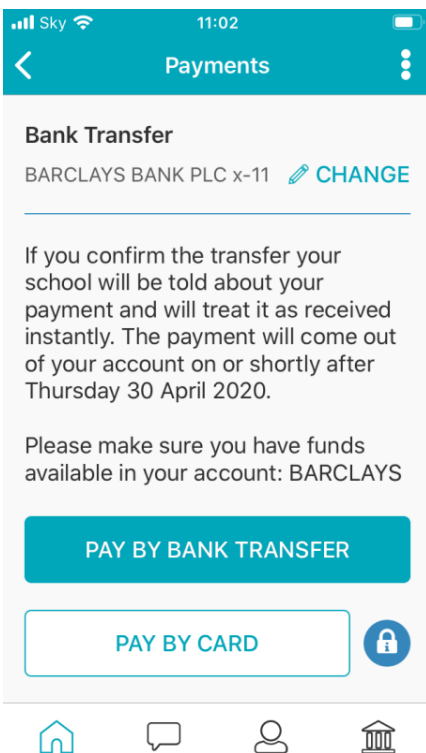 Sky 11:02
Payments
Bank Transfer
BARCLAYS BANK PLC x-11 CHANGE
If you confirm the transfer your
school will be told about your
payment and will treat it as received
instantly. The payment will come out
of your account on or shortly after
Thursday 30 April 2020.
Please make sure you have funds
available in your account: BARCLAYS
PAY BY BANK TRANSFER
PAY BY CARD